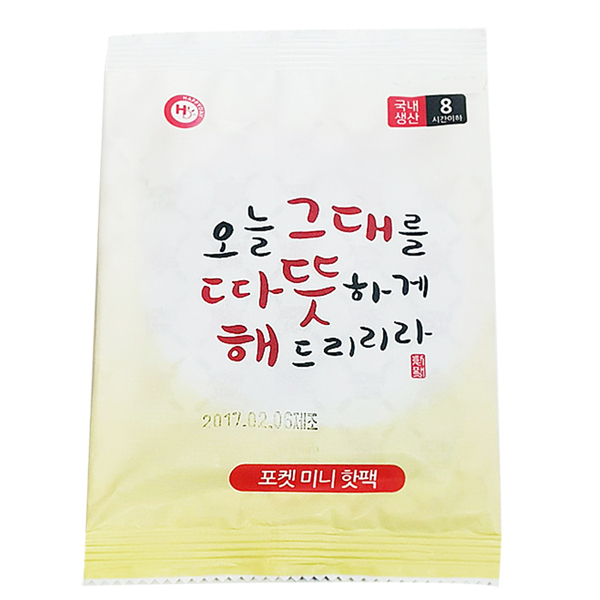 HY
국내
생산
8
시간이하
오늘 그대를
따뜻하게
해드리리라
2017.02.06제조
포켓 미니 핫팩